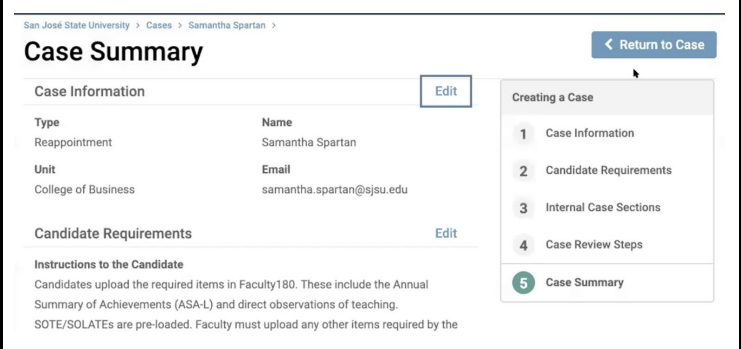 San José State University > Cases > Samantha Spartan >
Case Summary
< Return to Case
Case Information
Edit
Type
Name
Reappointment
Samantha Spartan
Unit
Email
College of Business
samantha.spartan@sjsu.edu
Candidate Requirements
Edit
Instructions to the Candidate
Candidates upload the required items in Faculty180. These include the Annual
Summary of Achievements (ASA-L) and direct observations of teaching.
SOTE/SOLATEs are pre-loaded. Faculty must upload any other items required by the
Creating a Case
1 Case Information
2 Candidate Requirements
3 Internal Case Sections
4 Case Review Steps
5 Case Summary